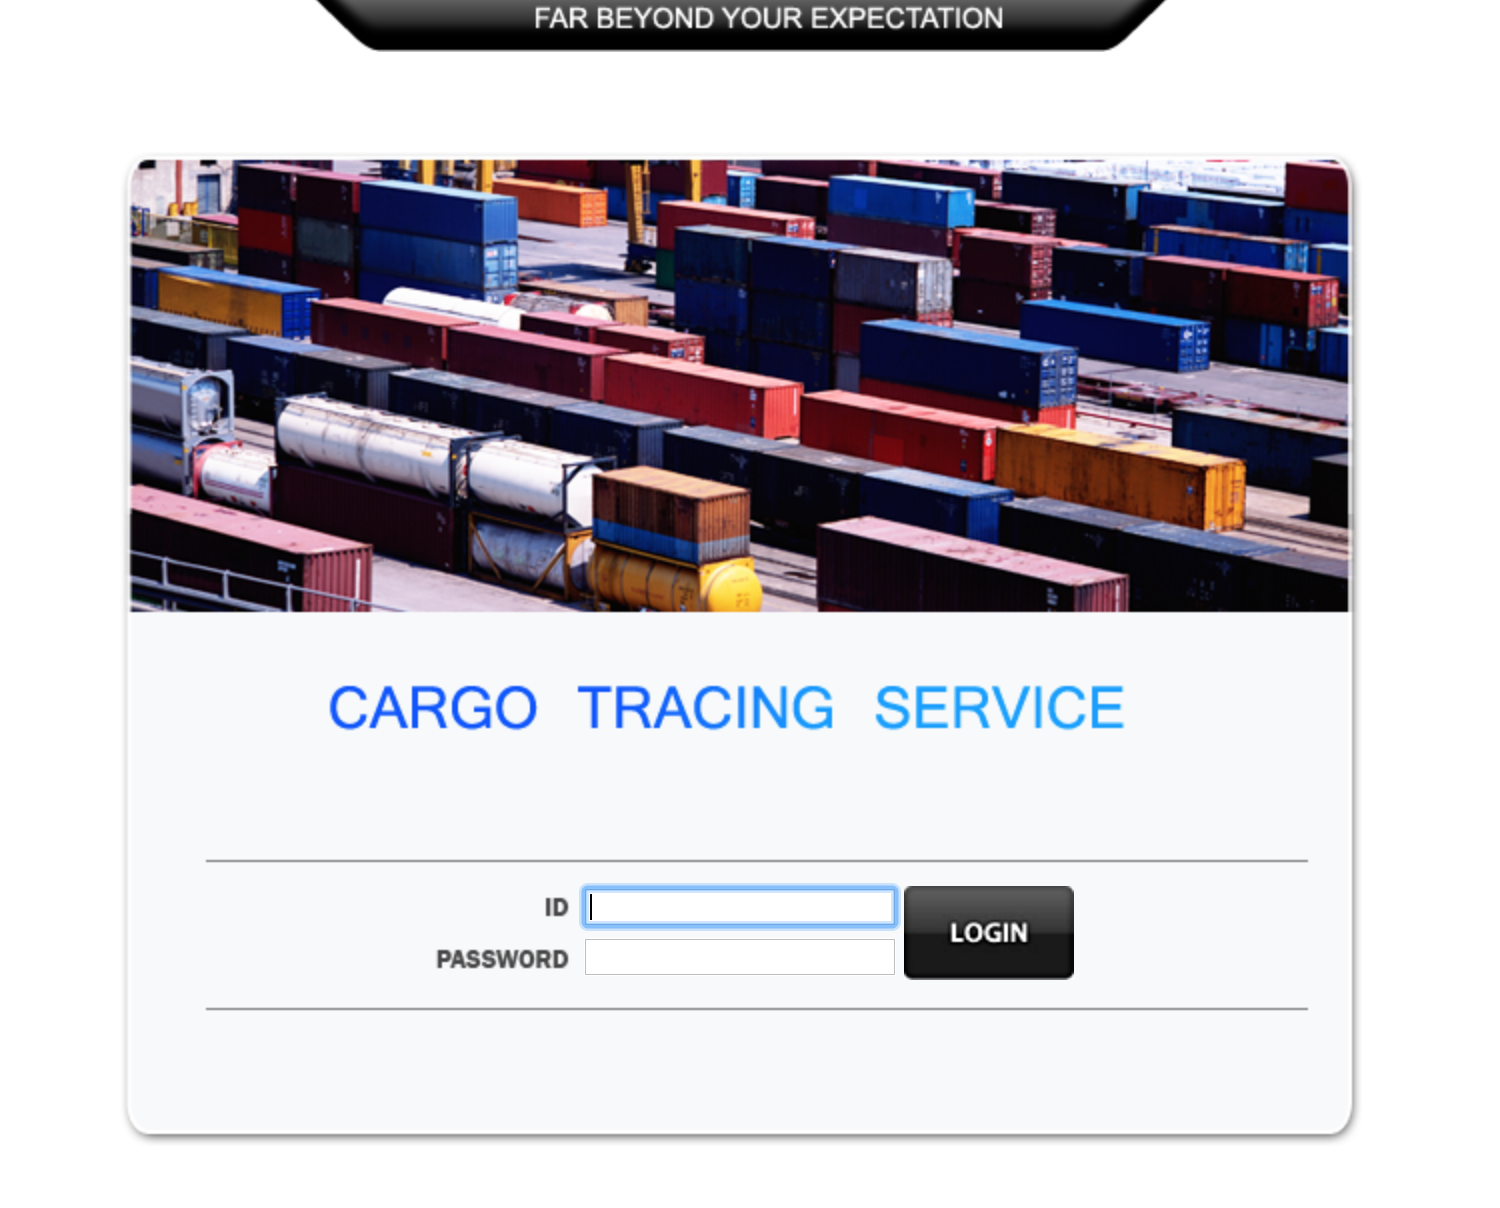 FAR BEYOND YOUR EXPECTATION
CARGO TRACING SERVICE
ID
LOGIN
PASSWORD